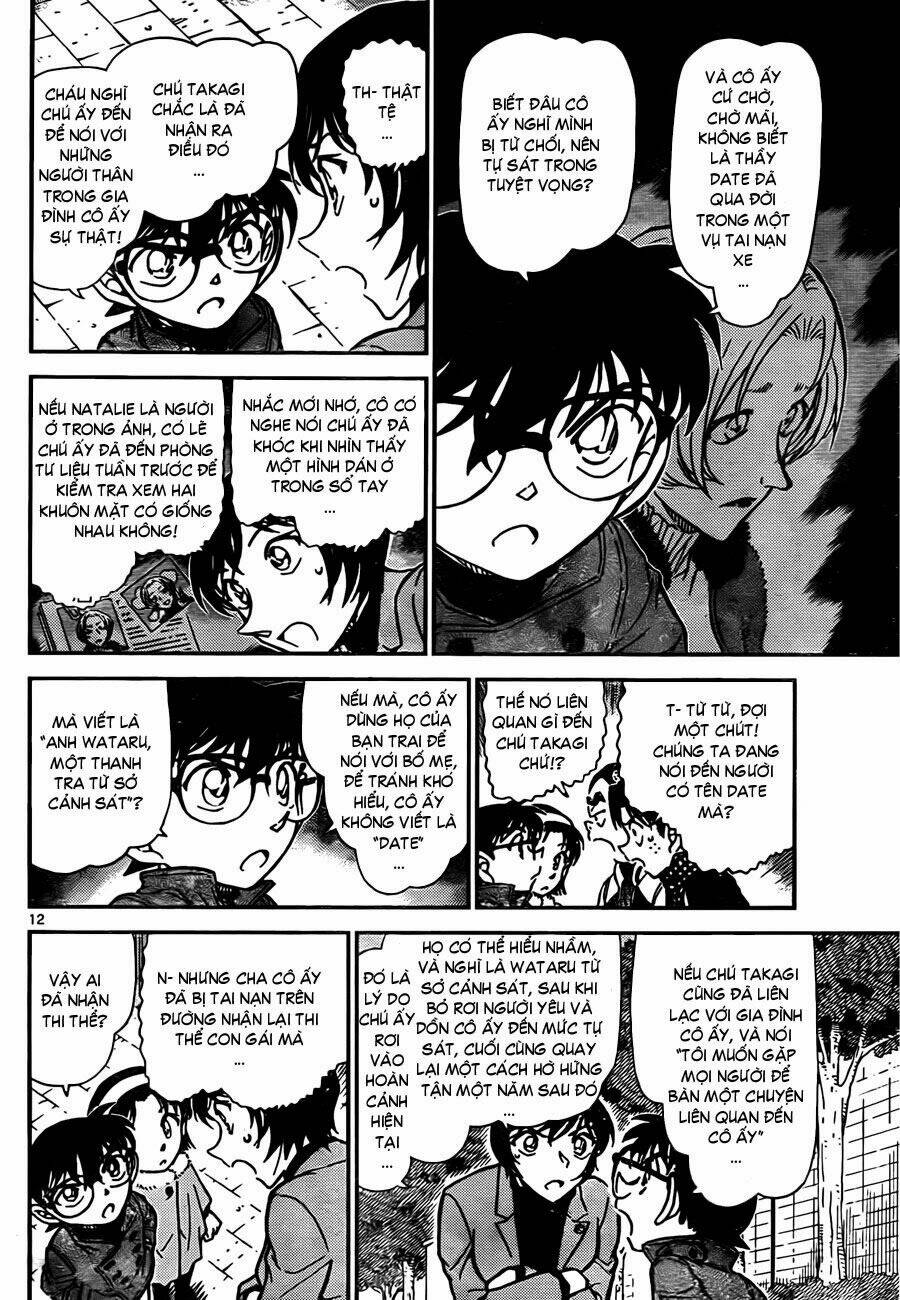 VÀ CÔ ẤY
CỨ CHỜ,
CHỜ MÃI,
KHÔNG BIẾT
LÀ THẦY
DATE ĐÃ
QUA ĐỜI
TRONG MỘT
VỤ TAI NẠN
XE
...
BIẾT ĐÂU CÔ
ẤY NGHĨ MÌNH
BỊ TỪ CHỐI, NÊN
TỰ SÁT TRONG
TUYỆT VỌNG?
TH- THẬT
TỆ
...
CHÚ TAKAGI
CHẮC LÀ ĐÃ
NHẬN RA
ĐIỀU ĐÓ
...
CHÁU NGHĨ
CHÚ ẤY ĐẾN
ĐỂ NÓI VỚI
NHỮNG
NGƯỜI THÂN
TRONG GIA
ĐÌNH CÔ ẤY
SỰ THẬT!
NHẮC MỚI NHỚ, CÔ CÓ
NGHE NÓI CHÚ ẤY ĐÃ
KHÓC KHI NHÌN THẤY
MỘT HÌNH DÁN Ở
TRONG SỔ TAY
...
NẾU NATALIE LÀ NGƯỜI
Ở TRONG ẢNH, CÓ LẼ
CHÚ ẤY ĐÃ ĐẾN PHÒNG
TƯ LIỆU TUẦN TRƯỚC ĐỂ
KIỂM TRA XEM HAI
KHUÔN MẶT CÓ GIỐNG
NHAU KHÔNG!
T- TỪ TỪ, ĐỢI
MỘT CHÚT!
CHÚNG TA ĐANG
NÓI ĐẾN NGƯỜI
CÓ TÊN DATE
MÀ?
THẾ NÓ LIÊN
QUAN GÌ ĐẾN
CHÚ TAKAGI
CHỨ!?
NẾU MÀ, CÔ ẤY
DÙNG HỌ CỦA
BẠN TRAI ĐỂ
NÓI VỚI BỐ MẸ,
ĐỂ TRÁNH KHÓ
HIỂU, CÔ ẤY
KHÔNG VIẾT LÀ
"DATE"
...
MÀ VIẾT LÀ
"ANH WATARU,
MỘT THANH
TRA TỪ SỞ
CẢNH SÁT"?
12
NẾU CHÚ TAKAGI
CŨNG ĐÃ LIÊN
LẠC VỚI GIA ĐÌNH
CÔ ẤY, VÀ NÓI
"TÔI MUỐN GẶP
MỌI NGƯỜI ĐỂ
BÀN MỘT CHUYỆN
LIÊN QUAN ĐẾN
CÔ ẤY"
...
HỌ CÓ THỂ HIỂU NHẦM,
VÀ NGHĨ LÀ WATARU TỪ
SỞ CẢNH SÁT, SAU KHI
BỎ RƠI NGƯỜI YÊU VÀ
DỒN CÔ ẤY ĐẾN MỨC TỰ
SÁT, CUỐI CÙNG QUAY
LẠI MỘT CÁCH HỜ HỮNG
TẬN MỘT NĂM SAU ĐÓ
...
ĐÓ LÀ
LÝ DO
CHÚ ẤY
RƠI
VÀO
HOÀN
CẢNH
HIỆN
TẠI
...
N- NHƯNG CHA CÔ ẤY
ĐÃ BỊ TAI NẠN TRÊN
ĐƯỜNG NHẬN LẠI THI
THỂ CON GÁI MÀ
...
VẬY AI
ĐÃ NHẬN
THI THỂ?